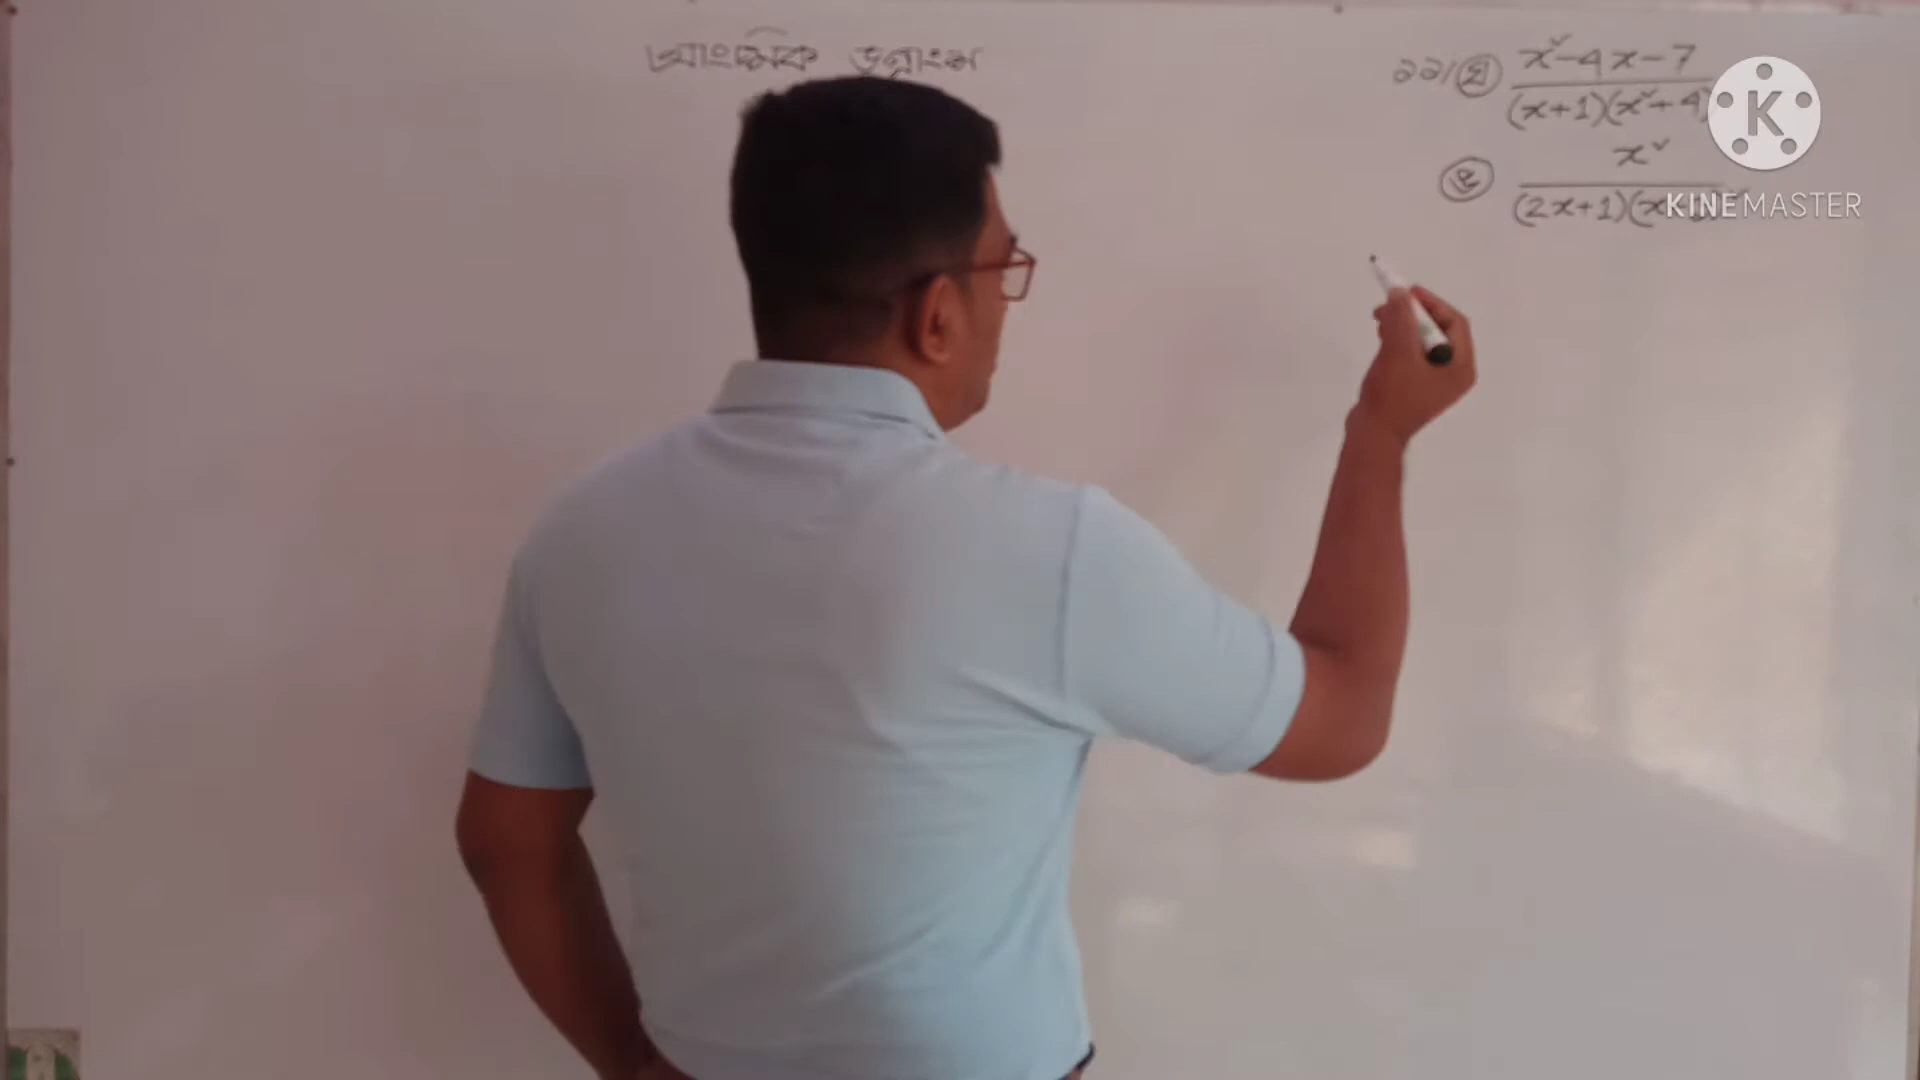 আংশিক ভগ্নাংশ
১১। (ঘ) x²-4x-7
(x+1)(x²+4)
(ঙ) x²
(2x+1)(x
K
KINEMASTER